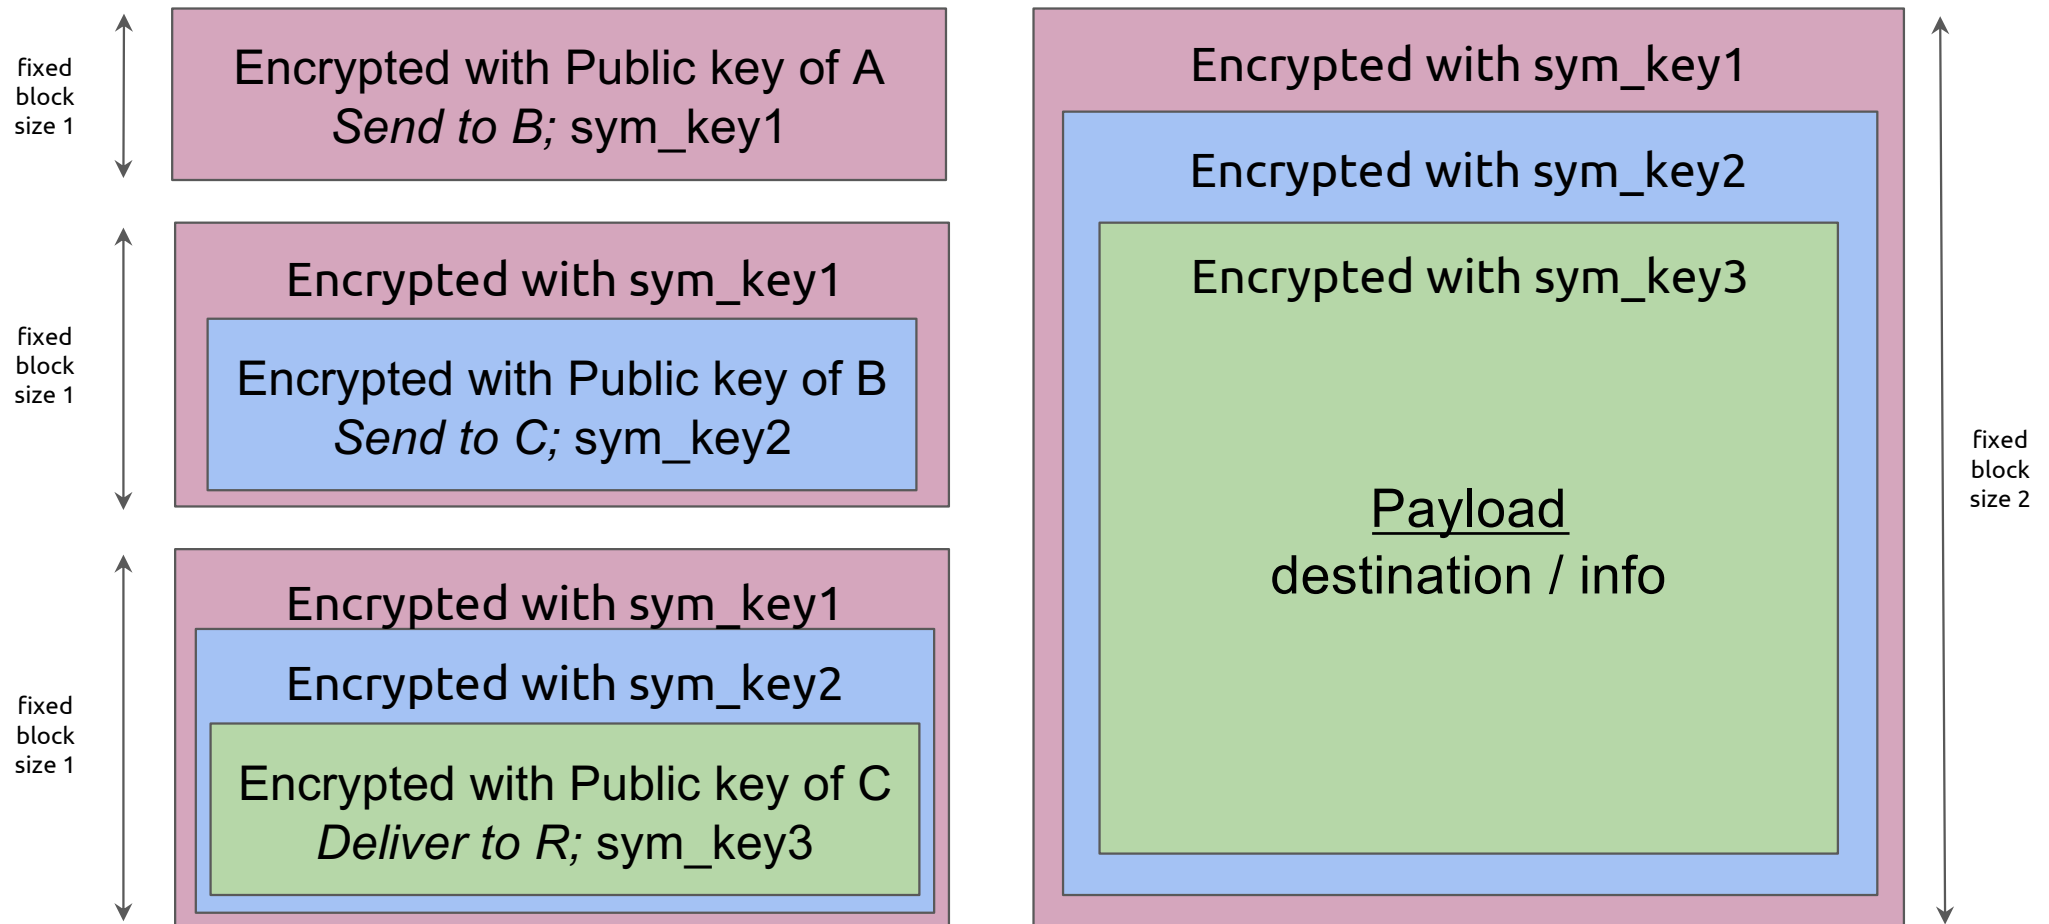 fixed
block
size 1
Encrypted with Public key of A
Send to B; sym_key1
fixed
block
size 1
Encrypted with sym_key1
Encrypted with Public key of B
Send to C; sym_key2
fixed
block
size 1
Encrypted with sym_key1
Encrypted with sym_key2
Encrypted with Public key of C
Deliver to R; sym_key3
Encrypted with sym_key1
Encrypted with sym_key2
Encrypted with sym_key3
Payload
destination / info
fixed
block
size 2